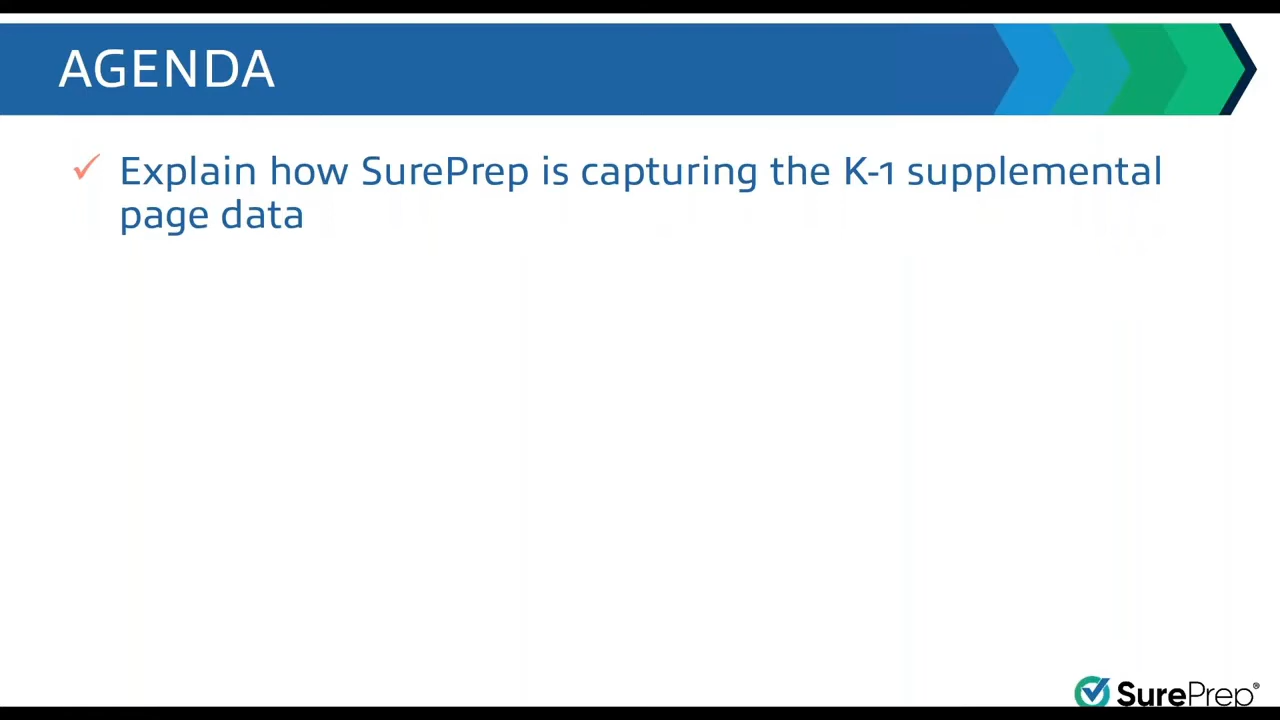 AGENDA
✓ Explain how SurePrep is capturing the K-1 supplemental
page data
SurePrep®